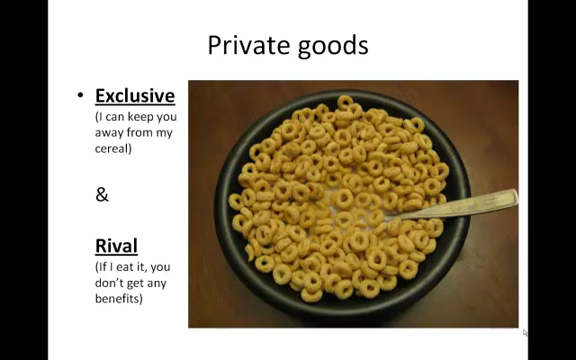 Private goods
• Exclusive
(I can keep you
away from my
cereal)
&
Rival
(If I eat it, you
don't get any
benefits)